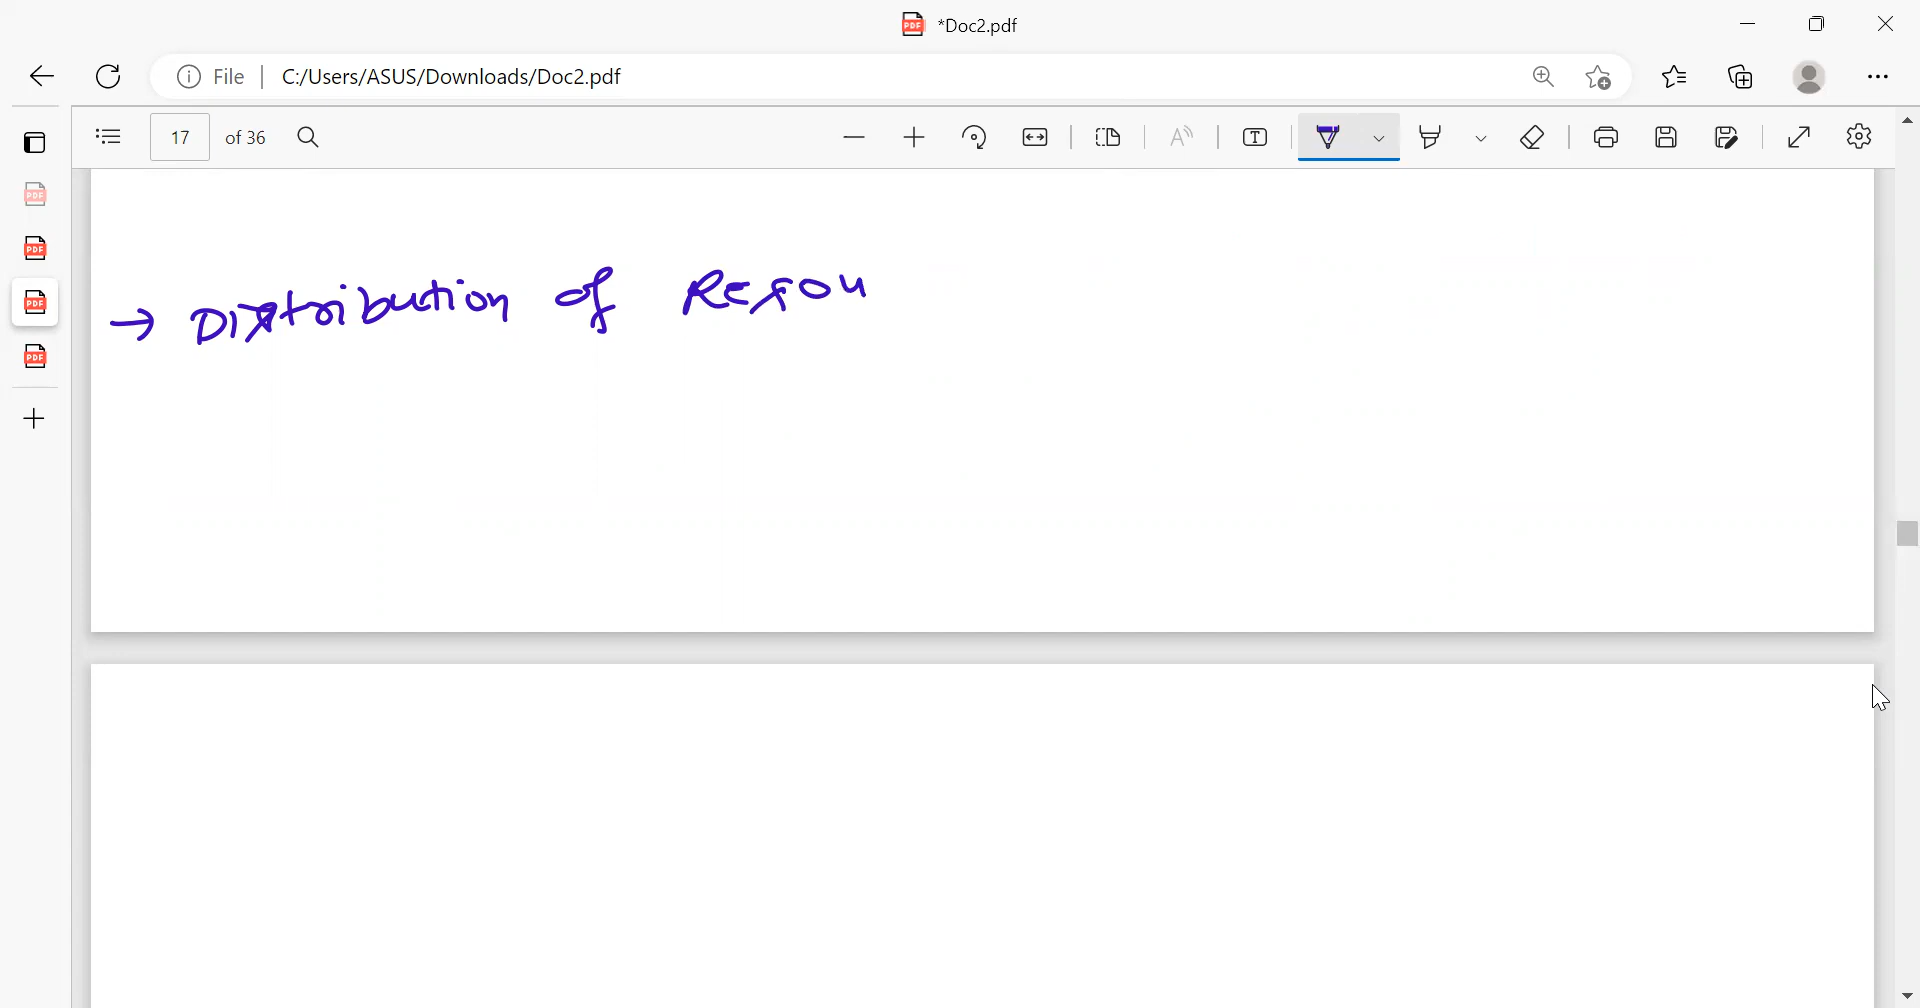 *Doc2.pdf
File | C:/Users/ASUS/Downloads/Doc2.pdf
17 of 36
→ Distribution of Resou